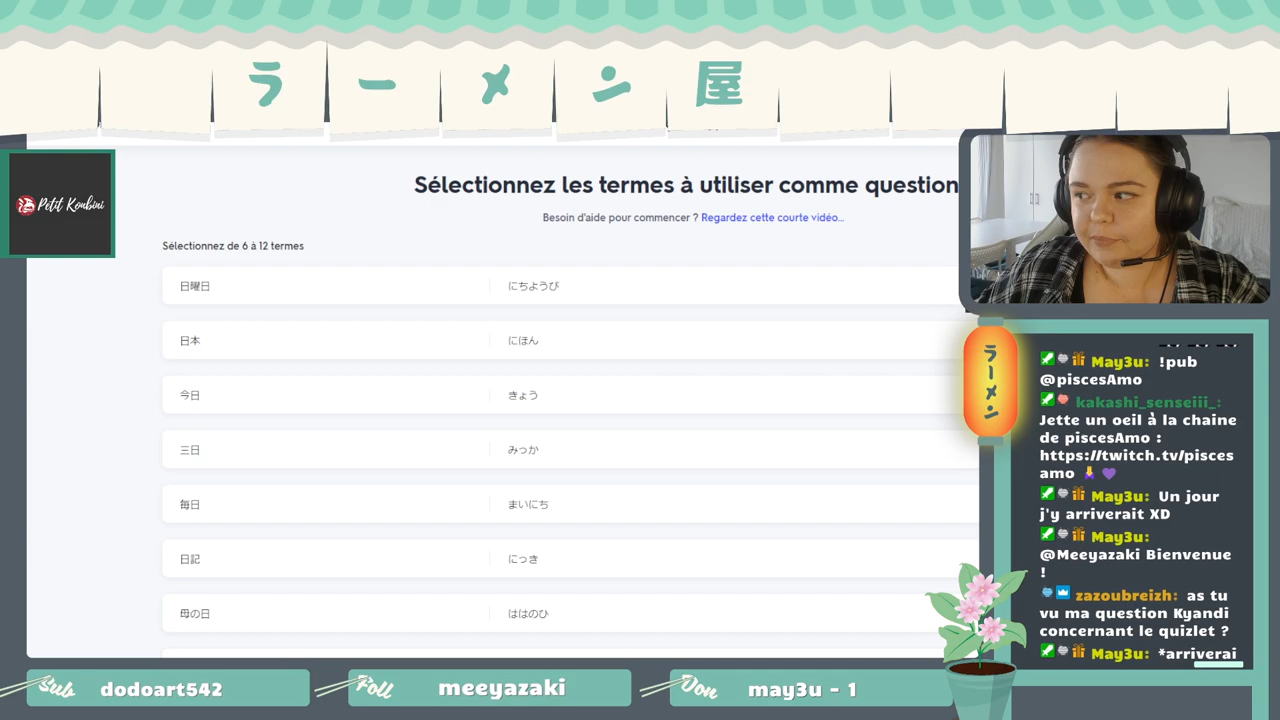 ラーメン屋
Petit Konbini
Sélectionnez les termes à utiliser comme question
Besoin d'aide pour commencer ? Regardez cette courte vidéo...
Sélectionnez de 6 à 12 termes
日曜日 にちようび
日本 にほん
今日 きょう
三日 みっか
毎日 まいにち
日記 にっき
母の日 ははのひ
ラーメン
May3u: !pub
@piscesAmo
kakashi_senseiii_:
Jette un oeil à la chaine
de piscesAmo :
https://twitch.tv/pisces
amo
May3u: Un jour
j'y arriverait XD
May3u:
@Meeyazaki Bienvenue
!
zazoubreizh: as tu
vu ma question Kyandi
concernant le quizlet ?
May3u: *arriverai
Sub dodoart542
Foll meeyazaki
Don may3u - 1